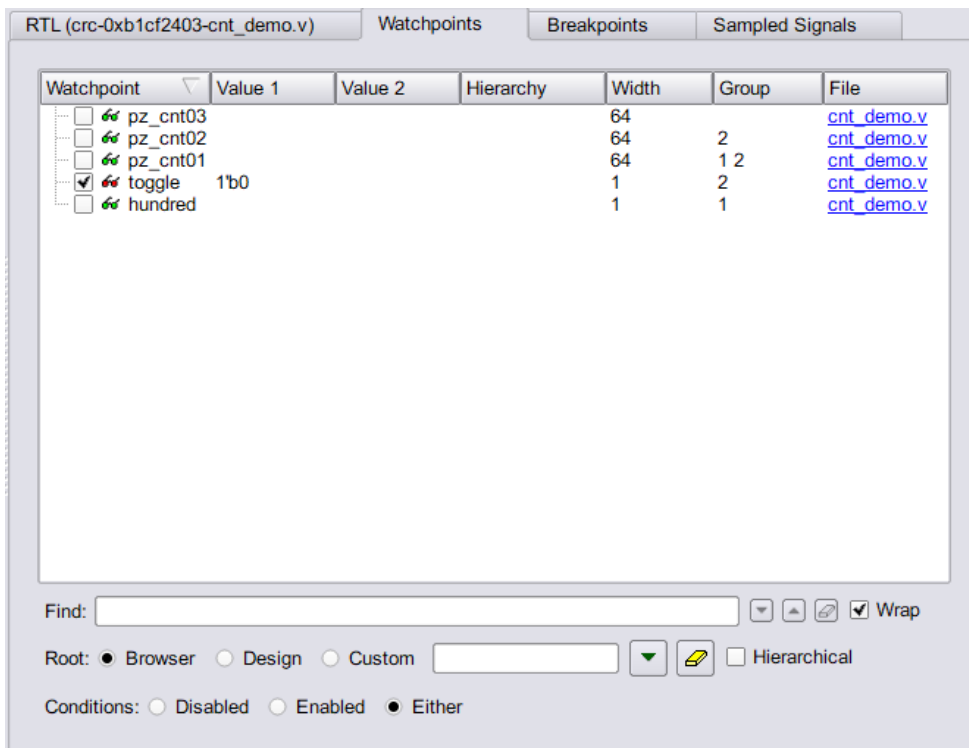 RTL (crc-0xb1cf2403-cnt_demo.v) Watchpoints Breakpoints Sampled Signals
Watchpoint Value 1 Value 2 Hierarchy Width Group File
pz_cnt03 64 cnt_demo.v
pz_cnt02 64 2 cnt_demo.v
pz_cnt01 64 1 2 cnt_demo.v
toggle 1'b0 1 2 cnt_demo.v
hundred 1 1 cnt_demo.v
Find: Wrap
Root: Browser Design Custom Hierarchical
Conditions: Disabled Enabled Either